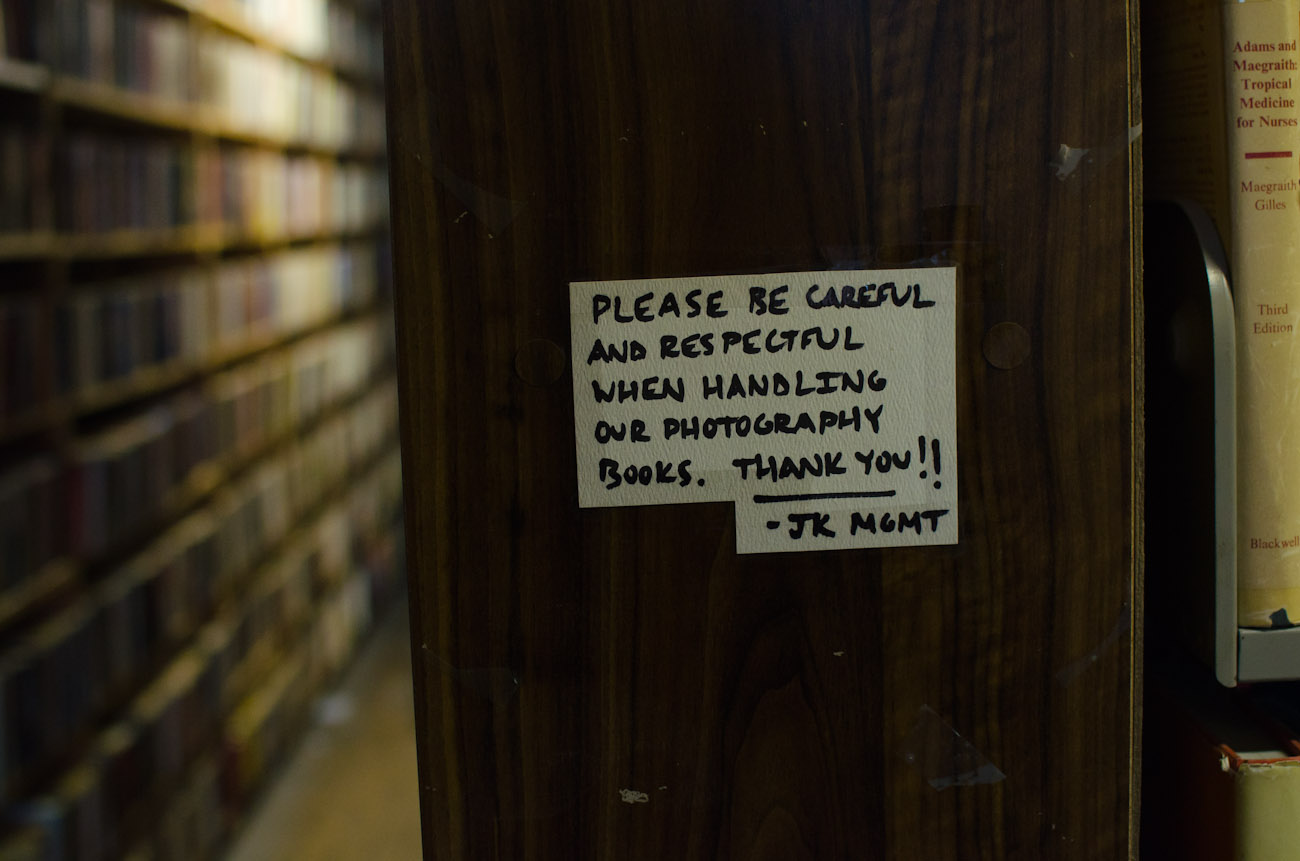 PLEASE BE CAREFUL
AND RESPECTFUL
WHEN HANDLING
OUR PHOTOGRAPHY
BOOKS. THANK YOU!!
- JK MGMT
Adams and
Maegraith:
Tropical
Medicine
for Nurses
Maegraith
Gilles
Third
Edition
Blackwell